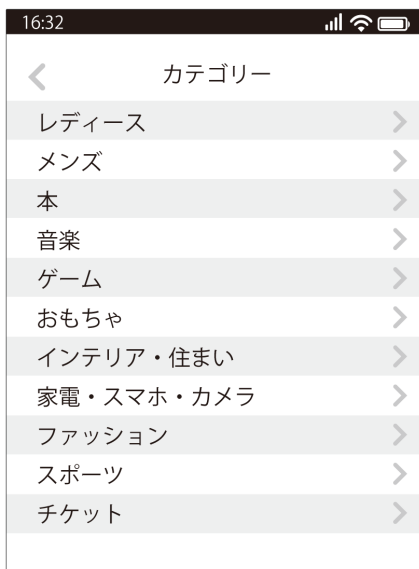 16:32
カテゴリー
レディース
メンズ
本
音楽
ゲーム
おもちゃ
インテリア・住まい
家電・スマホ・カメラ
ファッション
スポーツ
チケット